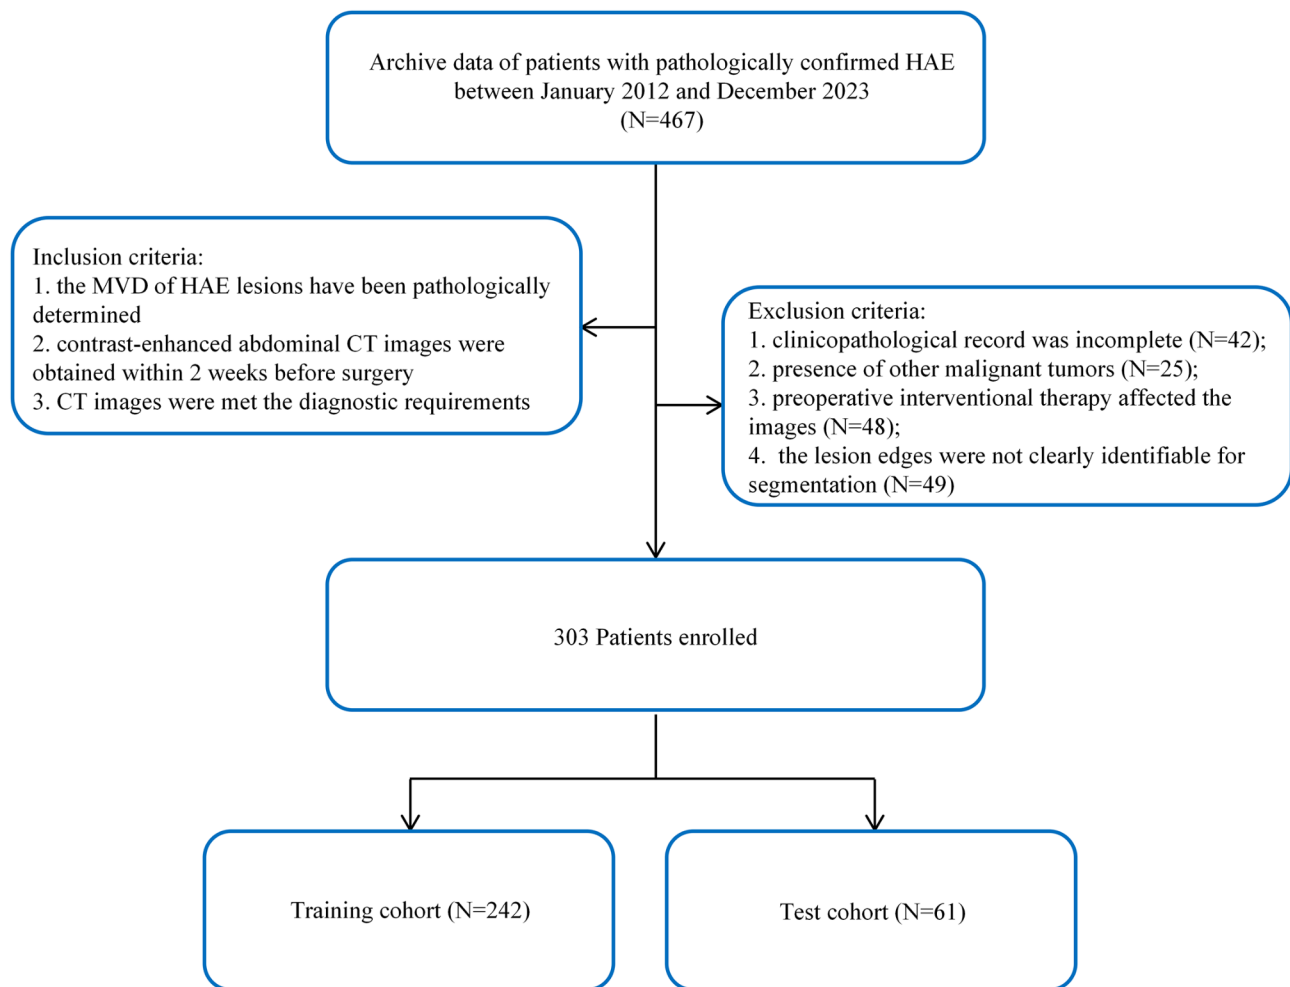 Archive data of patients with pathologically confirmed HAE
between January 2012 and December 2023
(N=467)
Inclusion criteria:
1. the MVD of HAE lesions have been pathologically
determined
2. contrast-enhanced abdominal CT images were
obtained within 2 weeks before surgery
3. CT images were met the diagnostic requirements
Exclusion criteria:
1. clinicopathological record was incomplete (N=42);
2. presence of other malignant tumors (N=25);
3. preoperative interventional therapy affected the
images (N=48);
4.  the lesion edges were not clearly identifiable for
segmentation (N=49)
303 Patients enrolled
Training cohort (N=242)
Test cohort (N=61)